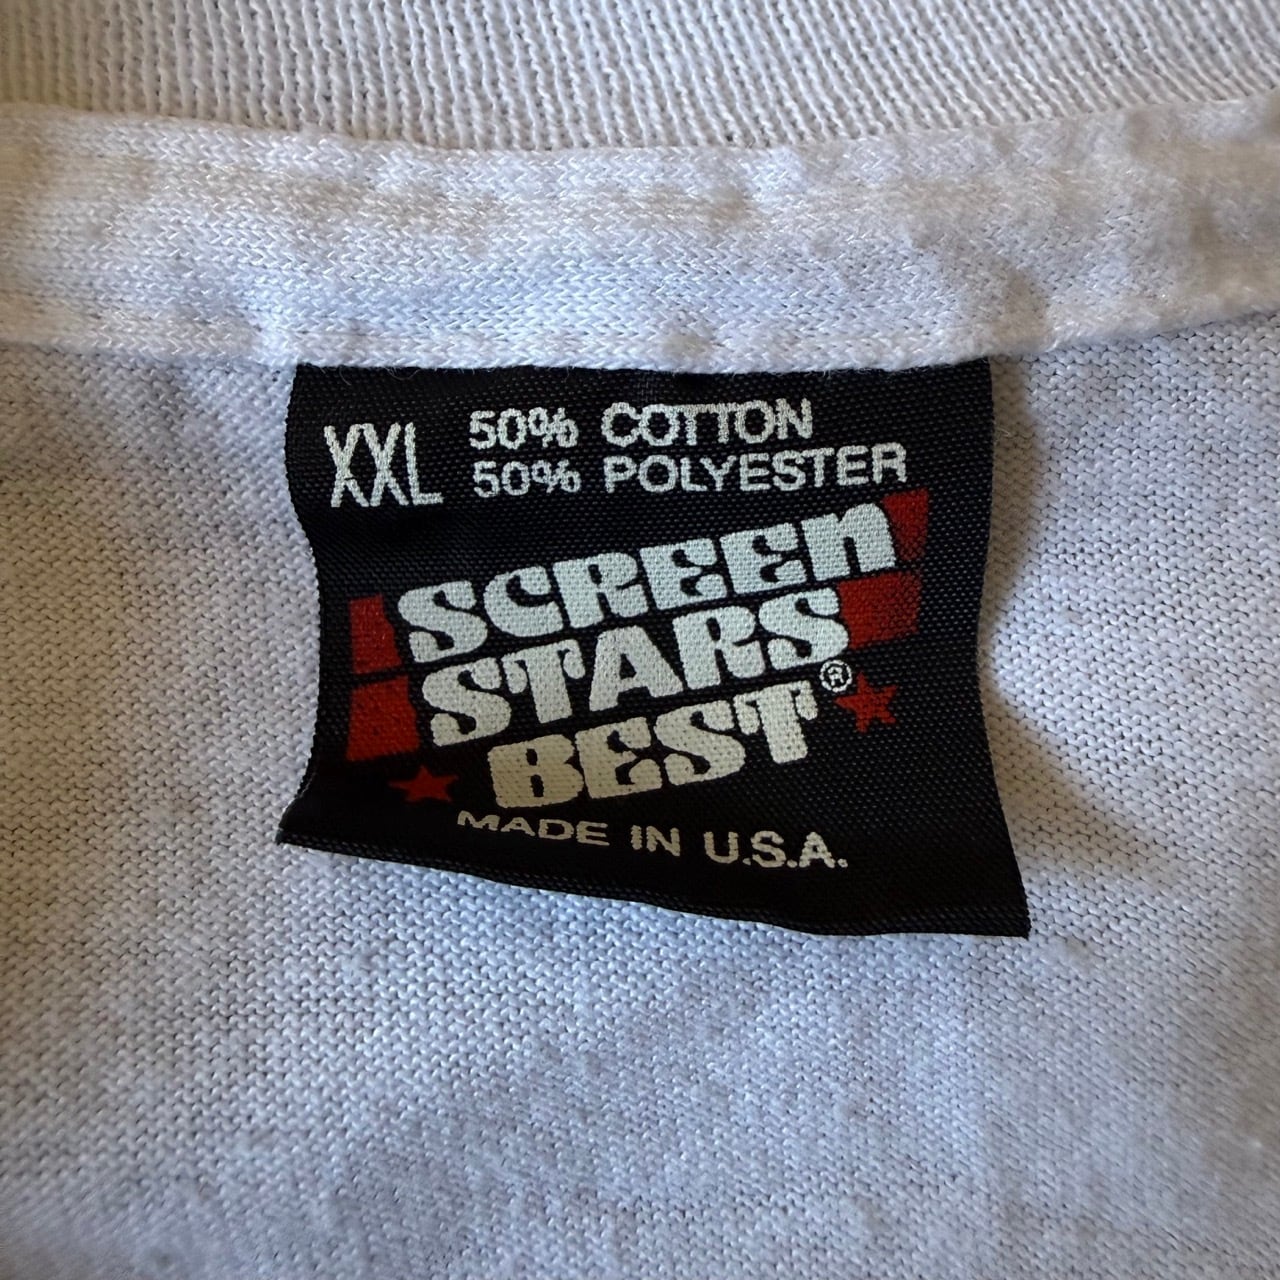 XXL 50% COTTON
50% POLYESTER
SCREEN
STARS
BEST®
MADE IN U.S.A.